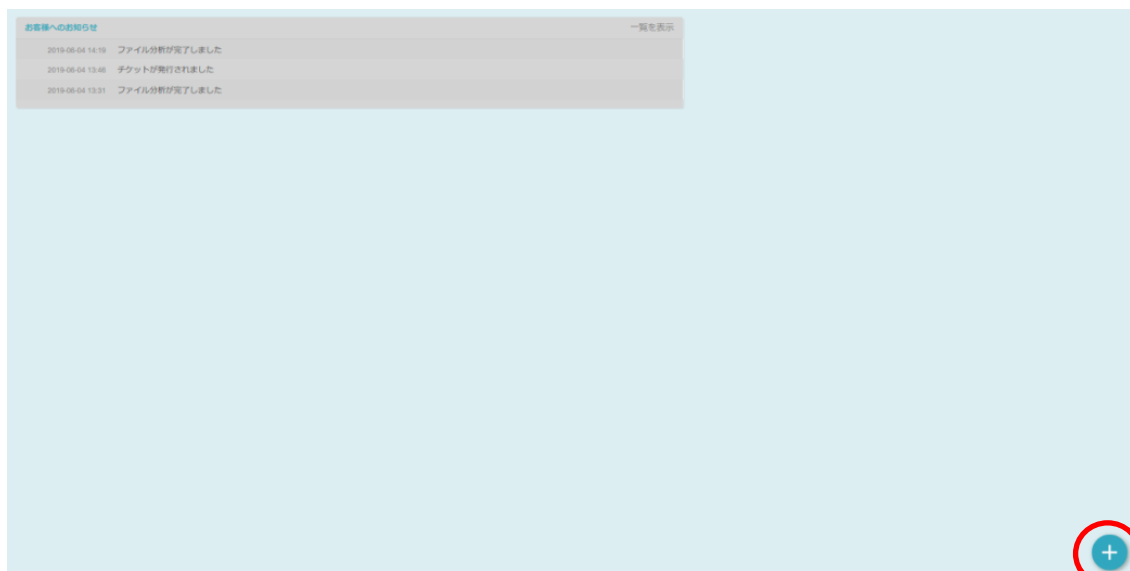 お客様へのお知らせ 一覧を表示
2019-06-04 14:19 ファイル分析が完了しました
2019-06-04 13:46 チケットが発行されました
2019-06-04 13:31 ファイル分析が完了しました
+